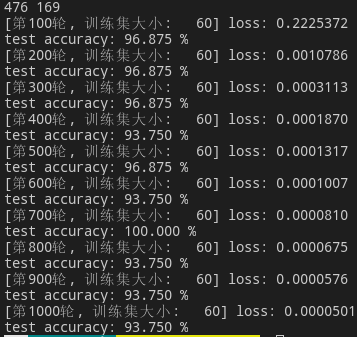 476 169
[第100轮, 训练集大小:   60] loss: 0.2225372
test accuracy: 96.875 %
[第200轮, 训练集大小:   60] loss: 0.0010786
test accuracy: 96.875 %
[第300轮, 训练集大小:   60] loss: 0.0003113
test accuracy: 96.875 %
[第400轮, 训练集大小:   60] loss: 0.0001870
test accuracy: 93.750 %
[第500轮, 训练集大小:   60] loss: 0.0001317
test accuracy: 96.875 %
[第600轮, 训练集大小:   60] loss: 0.0001007
test accuracy: 93.750 %
[第700轮, 训练集大小:   60] loss: 0.0000810
test accuracy: 100.000 %
[第800轮, 训练集大小:   60] loss: 0.0000675
test accuracy: 93.750 %
[第900轮, 训练集大小:   60] loss: 0.0000576
test accuracy: 93.750 %
[第1000轮, 训练集大小:   60] loss: 0.0000501
test accuracy: 93.750 %